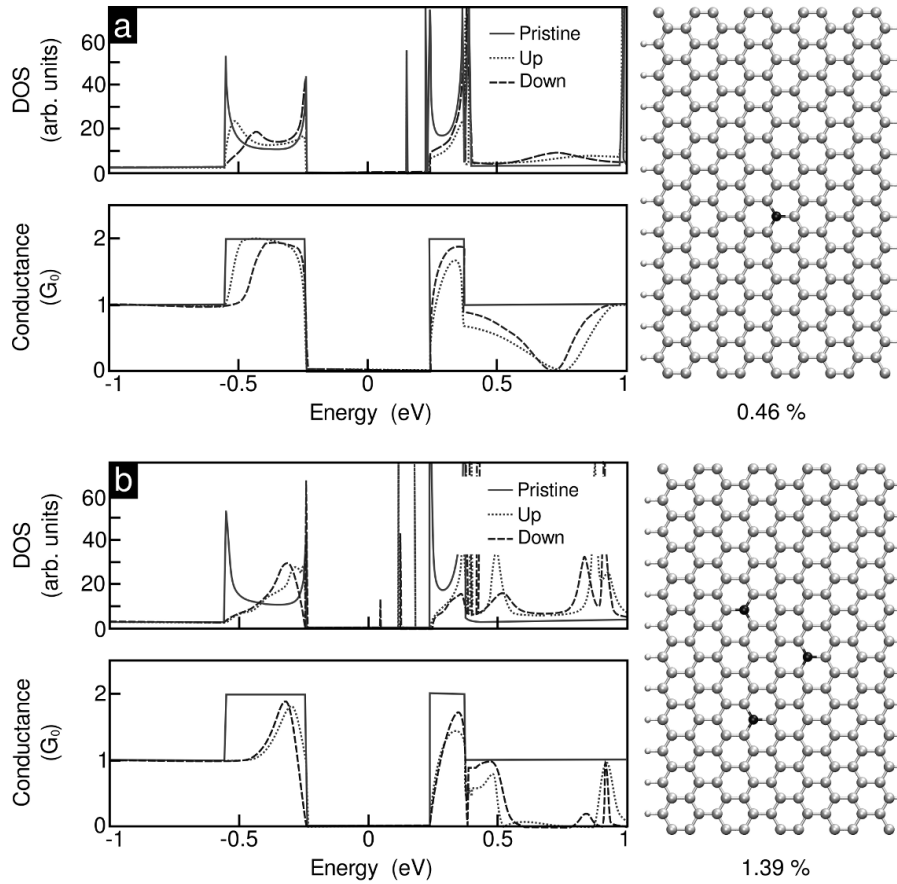 a
DOS
(arb. units)
60
40
20
0
Pristine
Up
Down
Conductance
(G₀)
2
1
0
-1
-0.5
0
0.5
1
Energy (eV)
0.46 %
b
DOS
(arb. units)
60
40
20
0
Pristine
Up
Down
Conductance
(G₀)
2
1
0
-1
-0.5
0
0.5
1
Energy (eV)
1.39 %